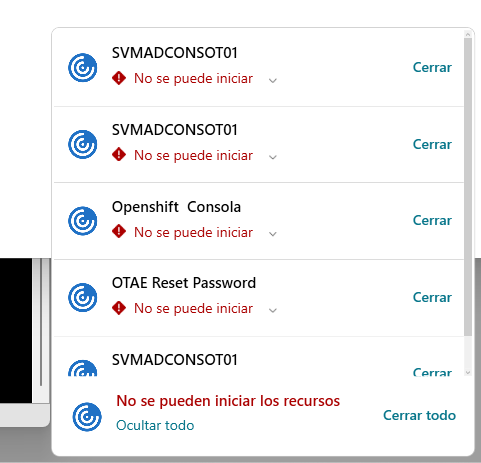 SVMADCONSOT01
No se puede iniciar
Cerrar
SVMADCONSOT01
No se puede iniciar
Cerrar
Openshift  Consola
No se puede iniciar
Cerrar
OTAE Reset Password
No se puede iniciar
Cerrar
SVMADCONSOT01
Cerrar
No se pueden iniciar los recursos
Ocultar todo
Cerrar todo